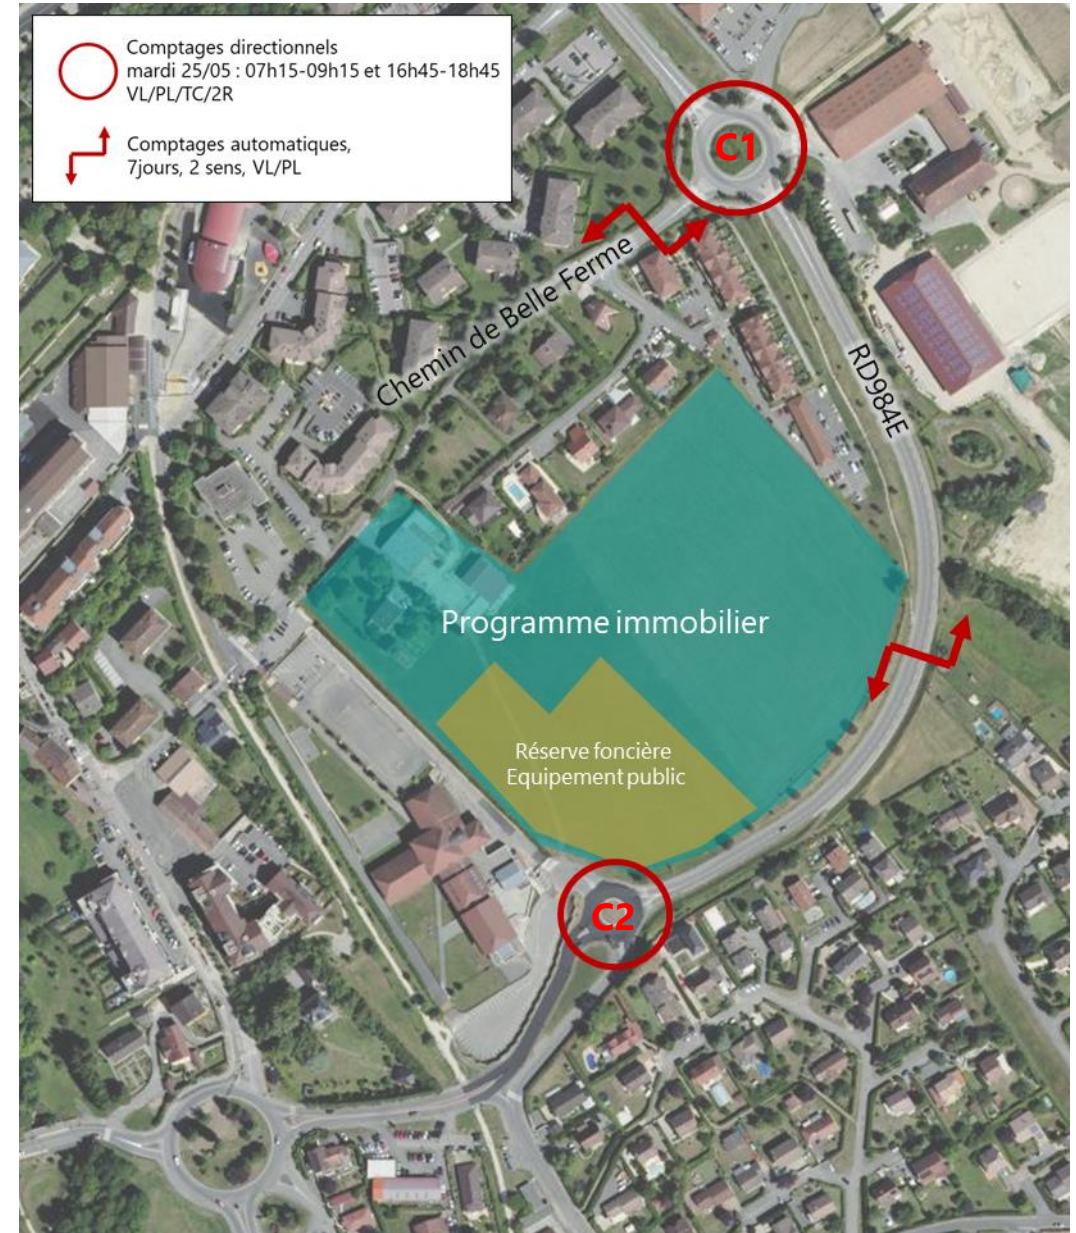 Comptages directionnels
mardi 25/05 : 07h15-09h15 et 16h45-18h45
VL/PL/TC/2R
Comptages automatiques,
7jours, 2 sens, VL/PL
C1
Chemin de Belle Ferme
RD984E
Programme immobilier
Réserve foncière
Equipement public
C2